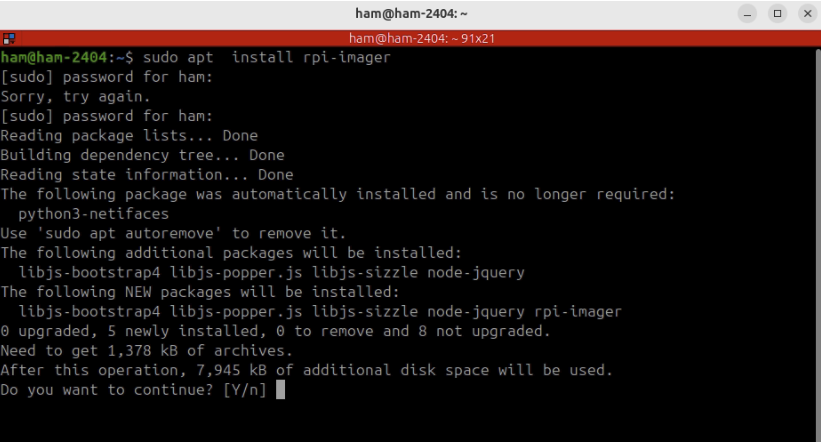 ham@ham-2404: ~
ham@ham-2404: ~ 91x21
ham@ham-2404:~$ sudo apt  install rpi-imager
[sudo] password for ham:
Sorry, try again.
[sudo] password for ham:
Reading package lists... Done
Building dependency tree... Done
Reading state information... Done
The following package was automatically installed and is no longer required:
  python3-netifaces
Use 'sudo apt autoremove' to remove it.
The following additional packages will be installed:
  libjs-bootstrap4 libjs-popper.js libjs-sizzle node-jquery
The following NEW packages will be installed:
  libjs-bootstrap4 libjs-popper.js libjs-sizzle node-jquery rpi-imager
0 upgraded, 5 newly installed, 0 to remove and 8 not upgraded.
Need to get 1,378 kB of archives.
After this operation, 7,945 kB of additional disk space will be used.
Do you want to continue? [Y/n]